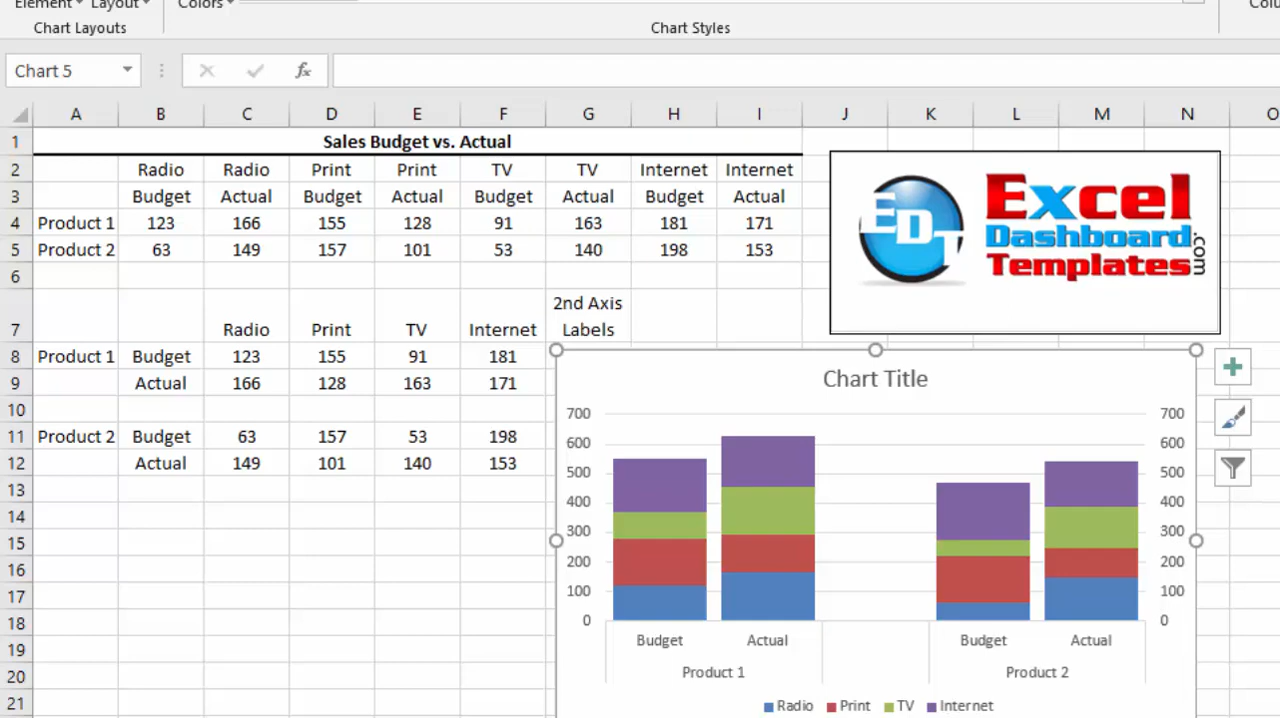 Element Layout Colors Colu
Chart Layouts Chart Styles
Chart 5 fx
A B C D E F G H I J K L M N O
1 Sales Budget vs. Actual
2 Radio Radio Print Print TV TV Internet Internet
3 Budget Actual Budget Actual Budget Actual Budget Actual
4 Product 1 123 166 155 128 91 163 181 171
5 Product 2 63 149 157 101 53 140 198 153
6
EDT Excel
Dashboard
Templates
.com
2nd Axis
7 Radio Print TV Internet Labels
8 Product 1 Budget 123 155 91 181
9 Actual 166 128 163 171
10
11 Product 2 Budget 63 157 53 198
12 Actual 149 101 140 153
13
14
15
16
17
18
19
20
21
Chart Title
700 700
600 600
500 500
400 400
300 300
200 200
100 100
0 0
Budget Actual Budget Actual
Product 1 Product 2
Radio Print TV Internet